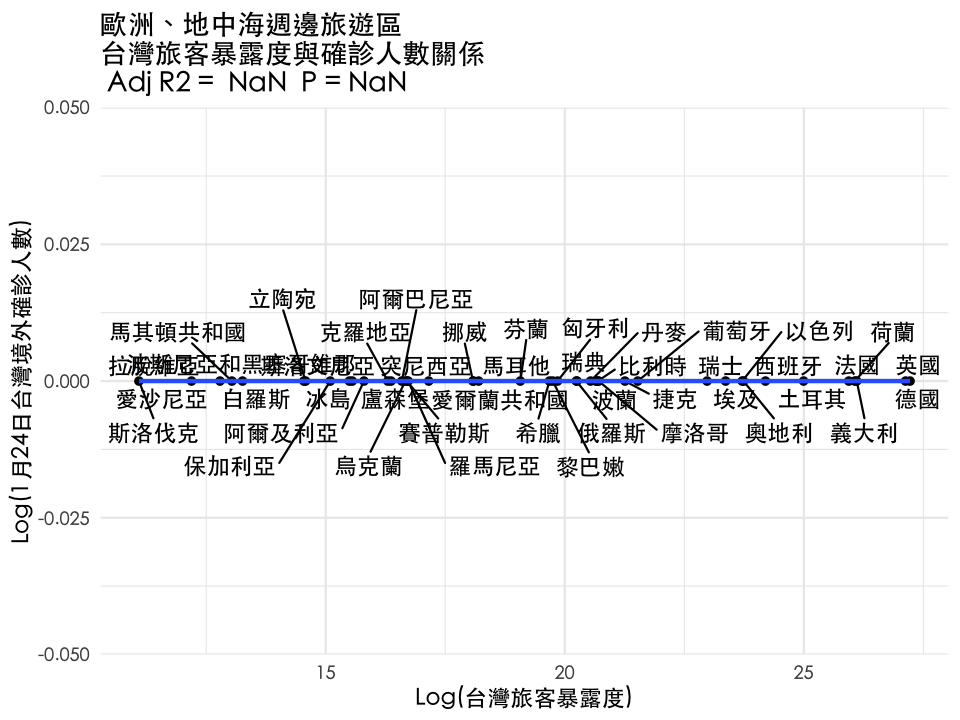 歐洲、地中海週邊旅遊區
台灣旅客暴露度與確診人數關係
Adj R2 = NaN P = NaN
Log(1月24日台灣境外確診人數)
0.050
0.025
0.000
-0.025
-0.050
立陶宛 阿爾巴尼亞
馬其頓共和國 克羅地亞 挪威 芬蘭 匈牙利 丹麥 葡萄牙 以色列 荷蘭
突尼西亞 馬耳他 瑞典 比利時 瑞士 西班牙 法國 英國
愛沙尼亞 白羅斯 冰島 盧森堡 愛爾蘭共和國 波蘭 捷克 埃及 土耳其 德國
斯洛伐克 阿爾及利亞 賽普勒斯 希臘 俄羅斯 摩洛哥 奧地利 義大利
保加利亞 烏克蘭 羅馬尼亞 黎巴嫩
15 20 25
Log(台灣旅客暴露度)